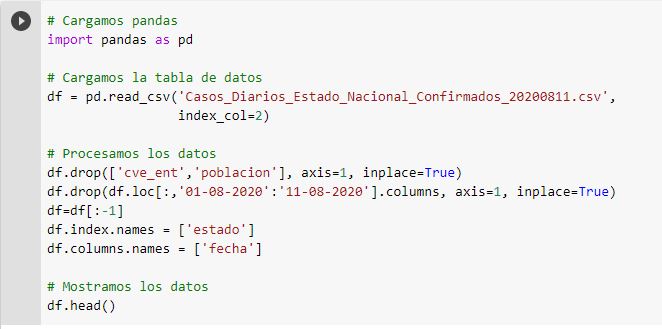 # Cargamos pandas
import pandas as pd
# Cargamos la tabla de datos
df = pd.read_csv('Casos_Diarios_Estado_Nacional_Confirmados_20200811.csv',
index_col=2)
# Procesamos los datos
df.drop(['cve_ent','poblacion'], axis=1, inplace=True)
df.drop(df.loc[:,'01-08-2020':'11-08-2020'].columns, axis=1, inplace=True)
df=df[:-1]
df.index.names = ['estado']
df.columns.names = ['fecha']
# Mostramos los datos
df.head()